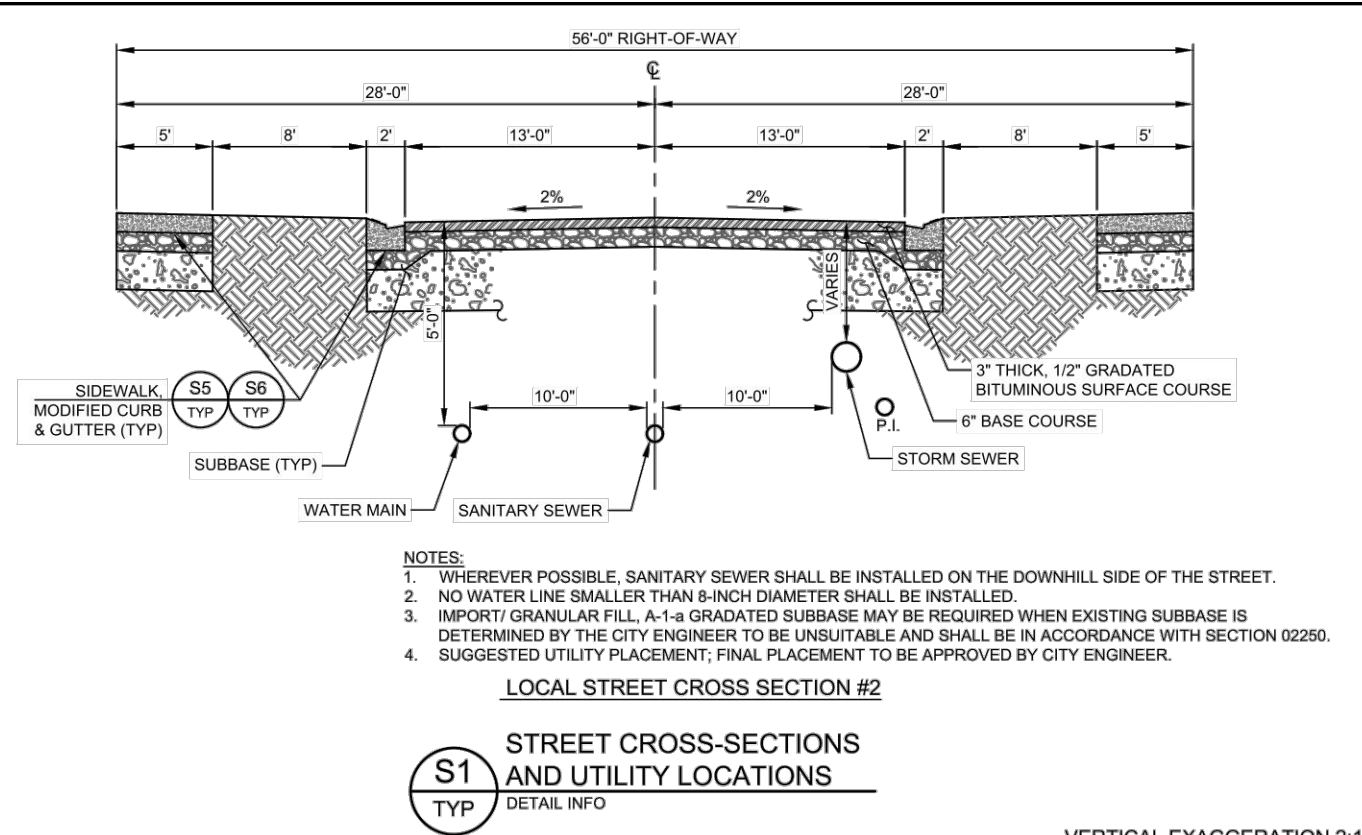 56'-0" RIGHT-OF-WAY
℄
28'-0" 28'-0"
5' 8' 2' 13'-0" 13'-0" 2' 8' 5'
2% 2%
VARIES
5'-0"
SIDEWALK,
MODIFIED CURB
& GUTTER (TYP)
S5 S6
TYP TYP
3" THICK, 1/2" GRADATED
BITUMINOUS SURFACE COURSE
10'-0" 10'-0"
P.I.
6" BASE COURSE
SUBBASE (TYP)
STORM SEWER
WATER MAIN
SANITARY SEWER
NOTES:
1. WHEREVER POSSIBLE, SANITARY SEWER SHALL BE INSTALLED ON THE DOWNHILL SIDE OF THE STREET.
2. NO WATER LINE SMALLER THAN 8-INCH DIAMETER SHALL BE INSTALLED.
3. IMPORT/ GRANULAR FILL, A-1-a GRADATED SUBBASE MAY BE REQUIRED WHEN EXISTING SUBBASE IS
DETERMINED BY THE CITY ENGINEER TO BE UNSUITABLE AND SHALL BE IN ACCORDANCE WITH SECTION 02250.
4. SUGGESTED UTILITY PLACEMENT; FINAL PLACEMENT TO BE APPROVED BY CITY ENGINEER.
LOCAL STREET CROSS SECTION #2
S1
TYP
STREET CROSS-SECTIONS
AND UTILITY LOCATIONS
DETAIL INFO